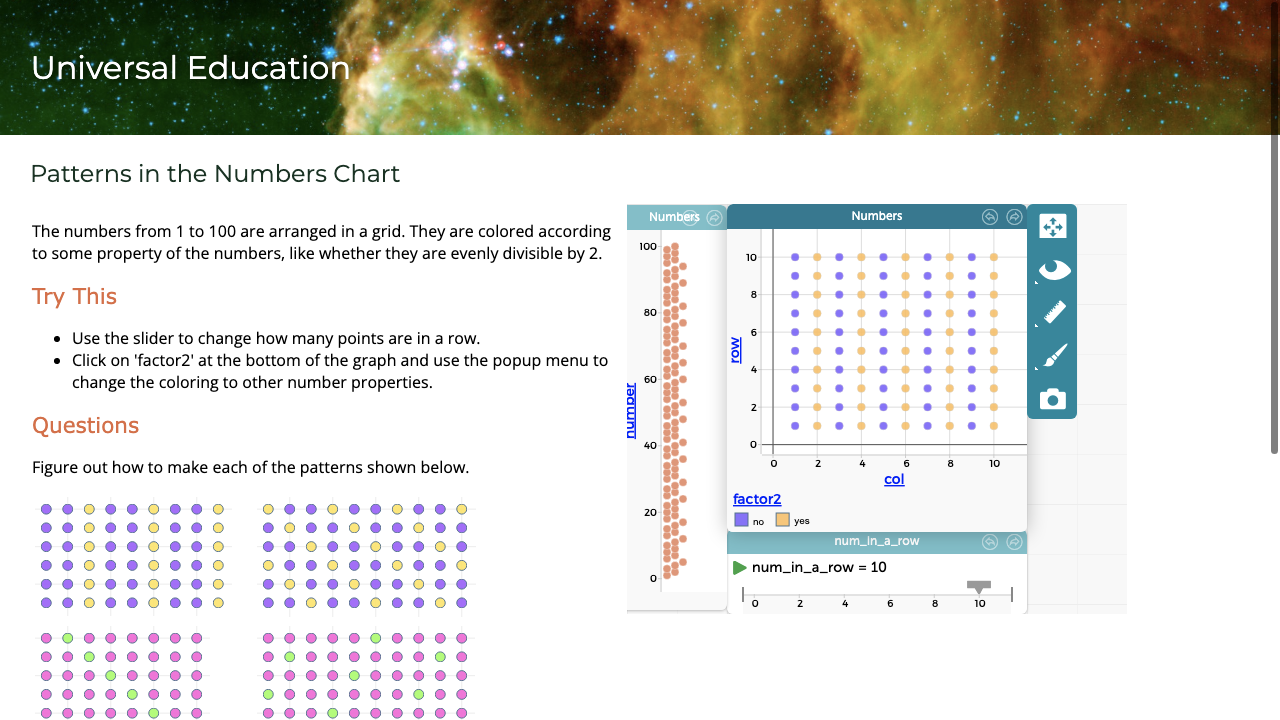 Universal Education
Patterns in the Numbers Chart
The numbers from 1 to 100 are arranged in a grid. They are colored according
to some property of the numbers, like whether they are evenly divisible by 2.
Try This
Use the slider to change how many points are in a row.
Click on 'factor2' at the bottom of the graph and use the popup menu to
change the coloring to other number properties.
Questions
Figure out how to make each of the patterns shown below.
Numbers
100
80
60
40
20
0
number
Numbers
10
8
6
4
2
0
row
0 2 4 6 8 10
col
factor2
no yes
num_in_a_row
num_in_a_row = 10
0 2 4 6 8 10